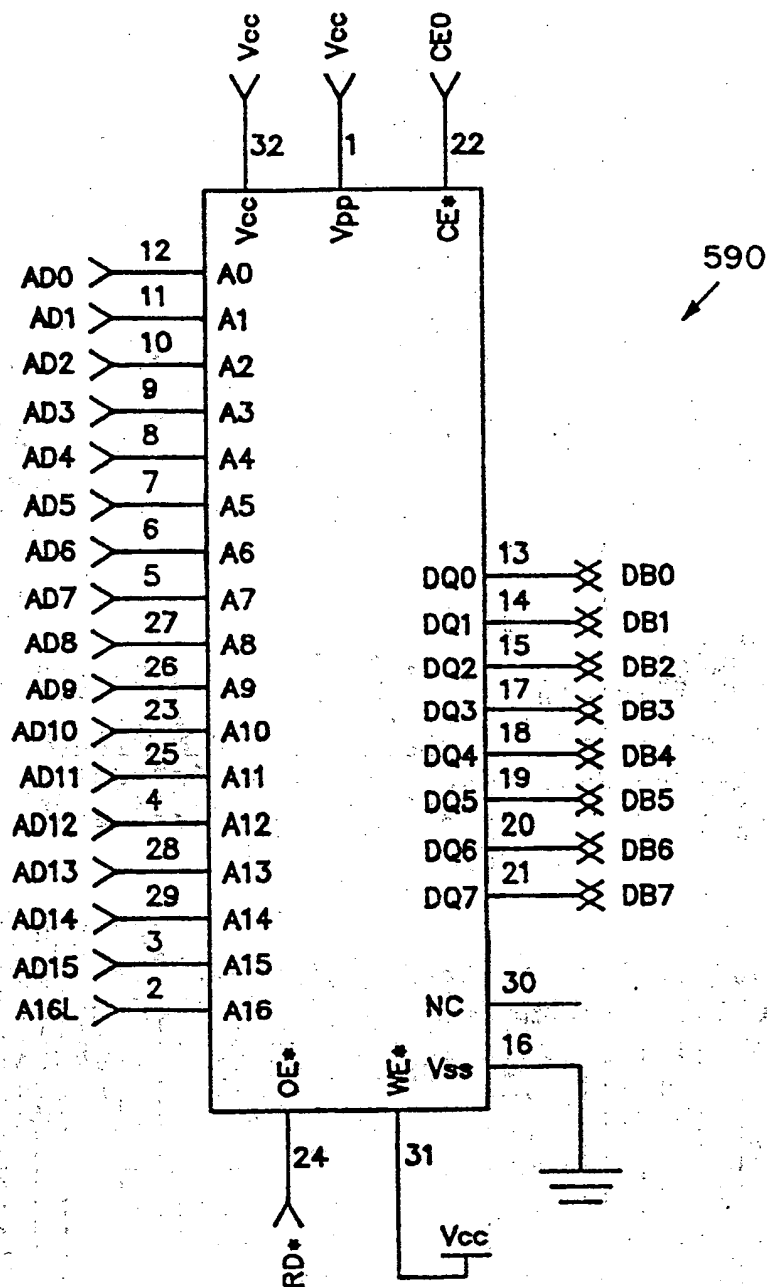 Vcc Vcc CE0
32 1 22
Vcc Vpp CE*
590
AD0 12 A0
AD1 11 A1
AD2 10 A2
AD3 9 A3
AD4 8 A4
AD5 7 A5
AD6 6 A6
AD7 5 A7
AD8 27 A8
AD9 26 A9
AD10 23 A10
AD11 25 A11
AD12 4 A12
AD13 28 A13
AD14 29 A14
AD15 3 A15
A16L 2 A16
DQ0 13 DB0
DQ1 14 DB1
DQ2 15 DB2
DQ3 17 DB3
DQ4 18 DB4
DQ5 19 DB5
DQ6 20 DB6
DQ7 21 DB7
NC 30
Vss 16
OE* WE*
24 31
RD* Vcc